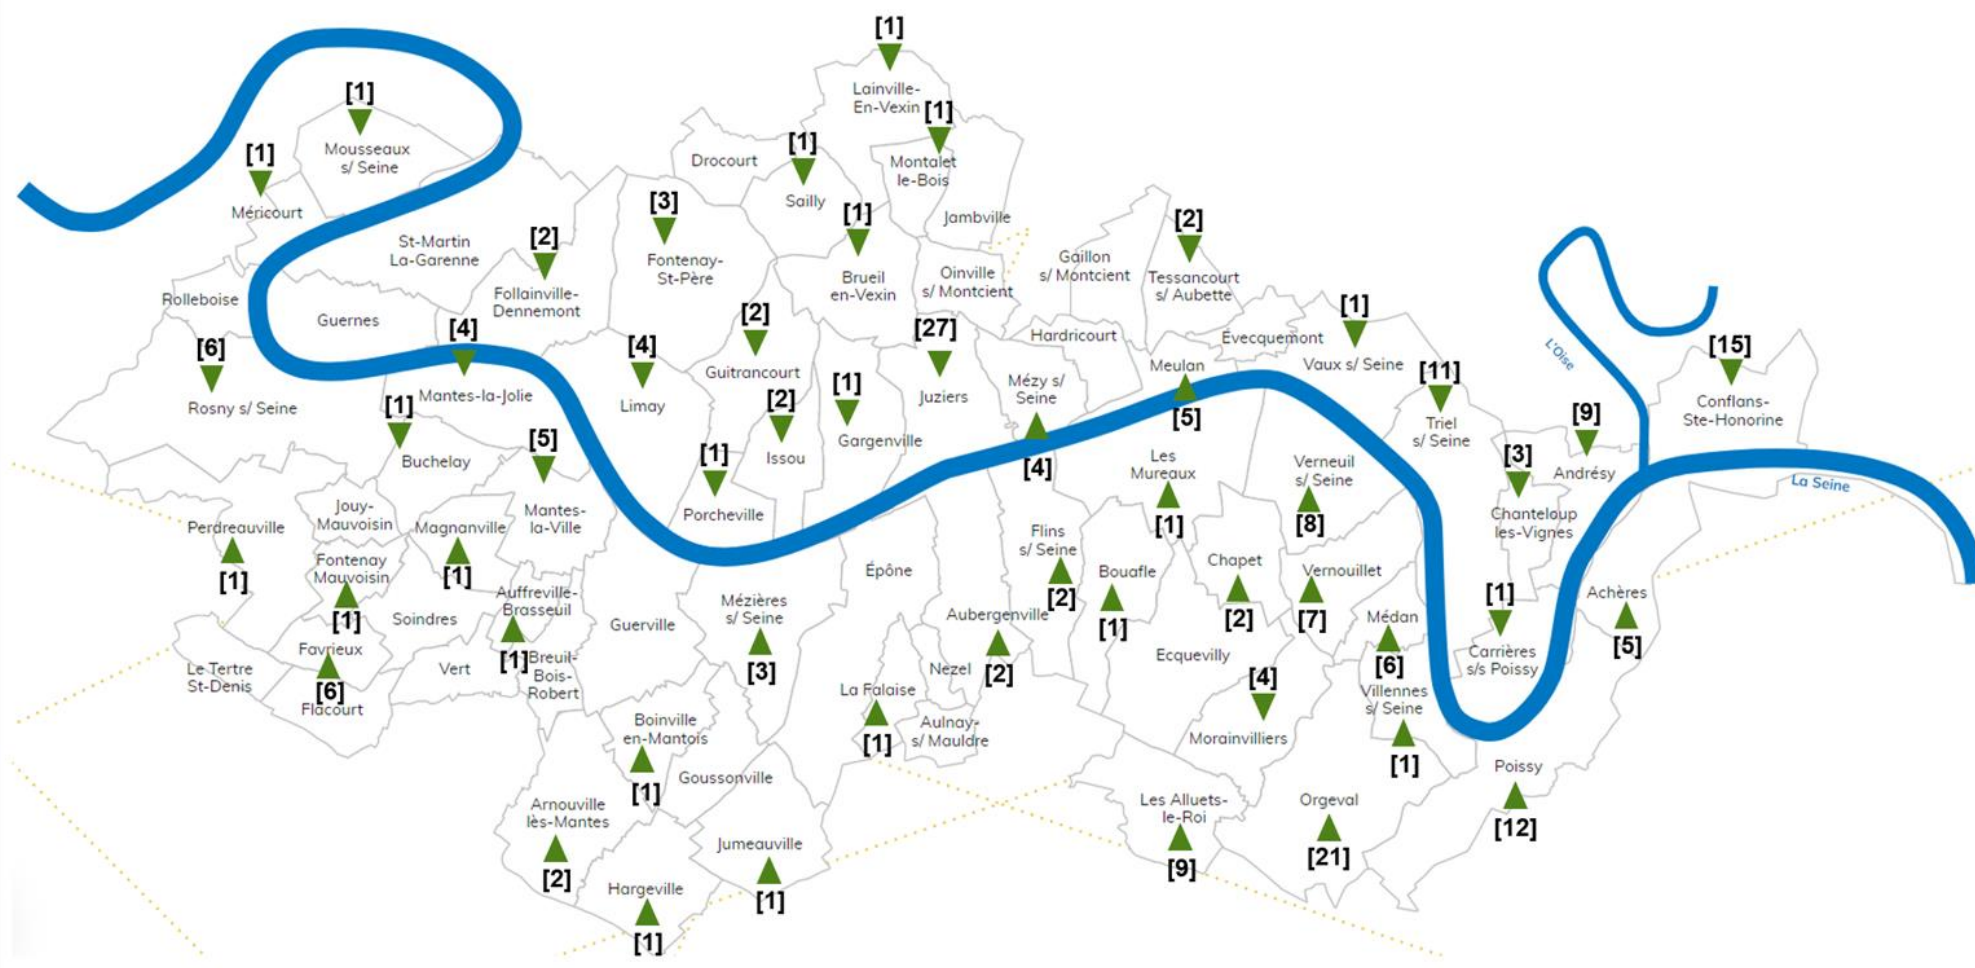 [1]
Lainville-
En-Vexin
[1]
[1]
Mousseaux
s/ Seine
[1]
Méricourt
Drocourt
[1]
Sailly
Montalet
le-Bois
Jambville
[3]
Fontenay-
St-Père
[1]
Brueil
en-Vexin
St-Martin
La-Garenne
[2]
Follainville-
Dennemont
Oinville
s/ Montcient
Gaillon
s/ Montcient
[2]
Tessancourt
s/ Aubette
Rolleboise
Guernes
[4]
Mantes-la-Jolie
[6]
Rosny s/ Seine
[4]
Limay
[2]
Guitrancourt
[27]
Juziers
Hardricourt
Évecquemont
[1]
Vaux s/ Seine
Meulan
[5]
Mézy s/
Seine
[4]
[11]
Triel
s/ Seine
L'Oise
[15]
Conflans-
Ste-Honorine
[1]
Buchelay
[5]
Mantes-
la-Ville
[2]
Issou
[1]
Gargenville
[1]
Porcheville
Les
Mureaux
[1]
Verneuil
s/ Seine
[8]
[3]
Chanteloup
les-Vignes
[9]
Andrésy
La Seine
Perdreauville
[1]
Jouy-
Mauvoisin
Magnanville
[1]
Fontenay
Mauvoisin
[1]
Soindres
Auffreville-
Brasseuil
[1]
Guerville
Mézières
s/ Seine
[3]
Épône
Flins
s/ Seine
[2]
Bouafle
[1]
Chapet
[2]
Vernouillet
[7]
Aubergenville
[2]
Médan
[6]
[1]
Carrières
s/s Poissy
Achères
[5]
Le Tertre
St-Denis
Favrieux
[6]
Flacourt
Vert
Breuil-
Bois-
Robert
La Falaise
[1]
Nezel
Aulnay-
s/ Mauldre
Ecquevilly
[4]
Morainvilliers
Villennes
s/ Seine
[1]
Boinville
en-Mantois
[1]
Goussonville
Poissy
[12]
Arnouville
lès-Mantes
[2]
Jumeauville
[1]
Les Alluets-
le-Roi
[9]
Orgeval
[21]
Hargeville
[1]